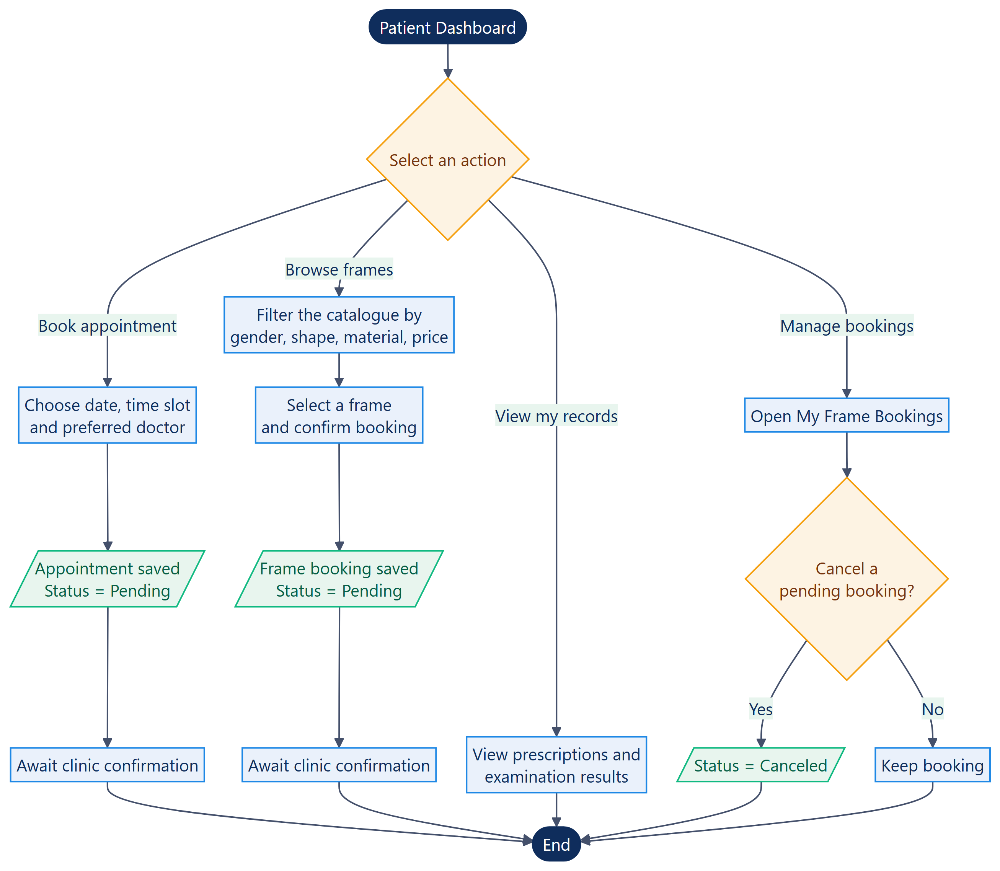 Patient Dashboard
Select an action
Browse frames
Book appointment
Filter the catalogue by
gender, shape, material, price
Manage bookings
Choose date, time slot
and preferred doctor
Select a frame
and confirm booking
View my records
Open My Frame Bookings
Appointment saved
Status = Pending
Frame booking saved
Status = Pending
Cancel a
pending booking?
Yes
No
Await clinic confirmation
Await clinic confirmation
View prescriptions and
examination results
Status = Canceled
Keep booking
End